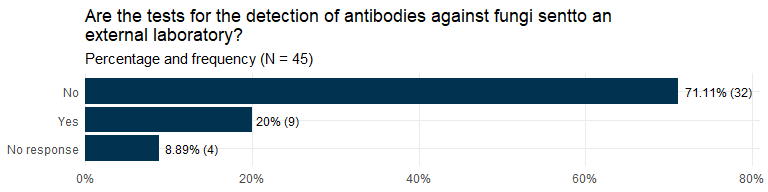 Are the tests for the detection of antibodies against fungi sentto an
external laboratory?
Percentage and frequency (N = 45)
No
71.11% (32)
Yes
20% (9)
No response
8.89% (4)
0%
20%
40%
60%
80%